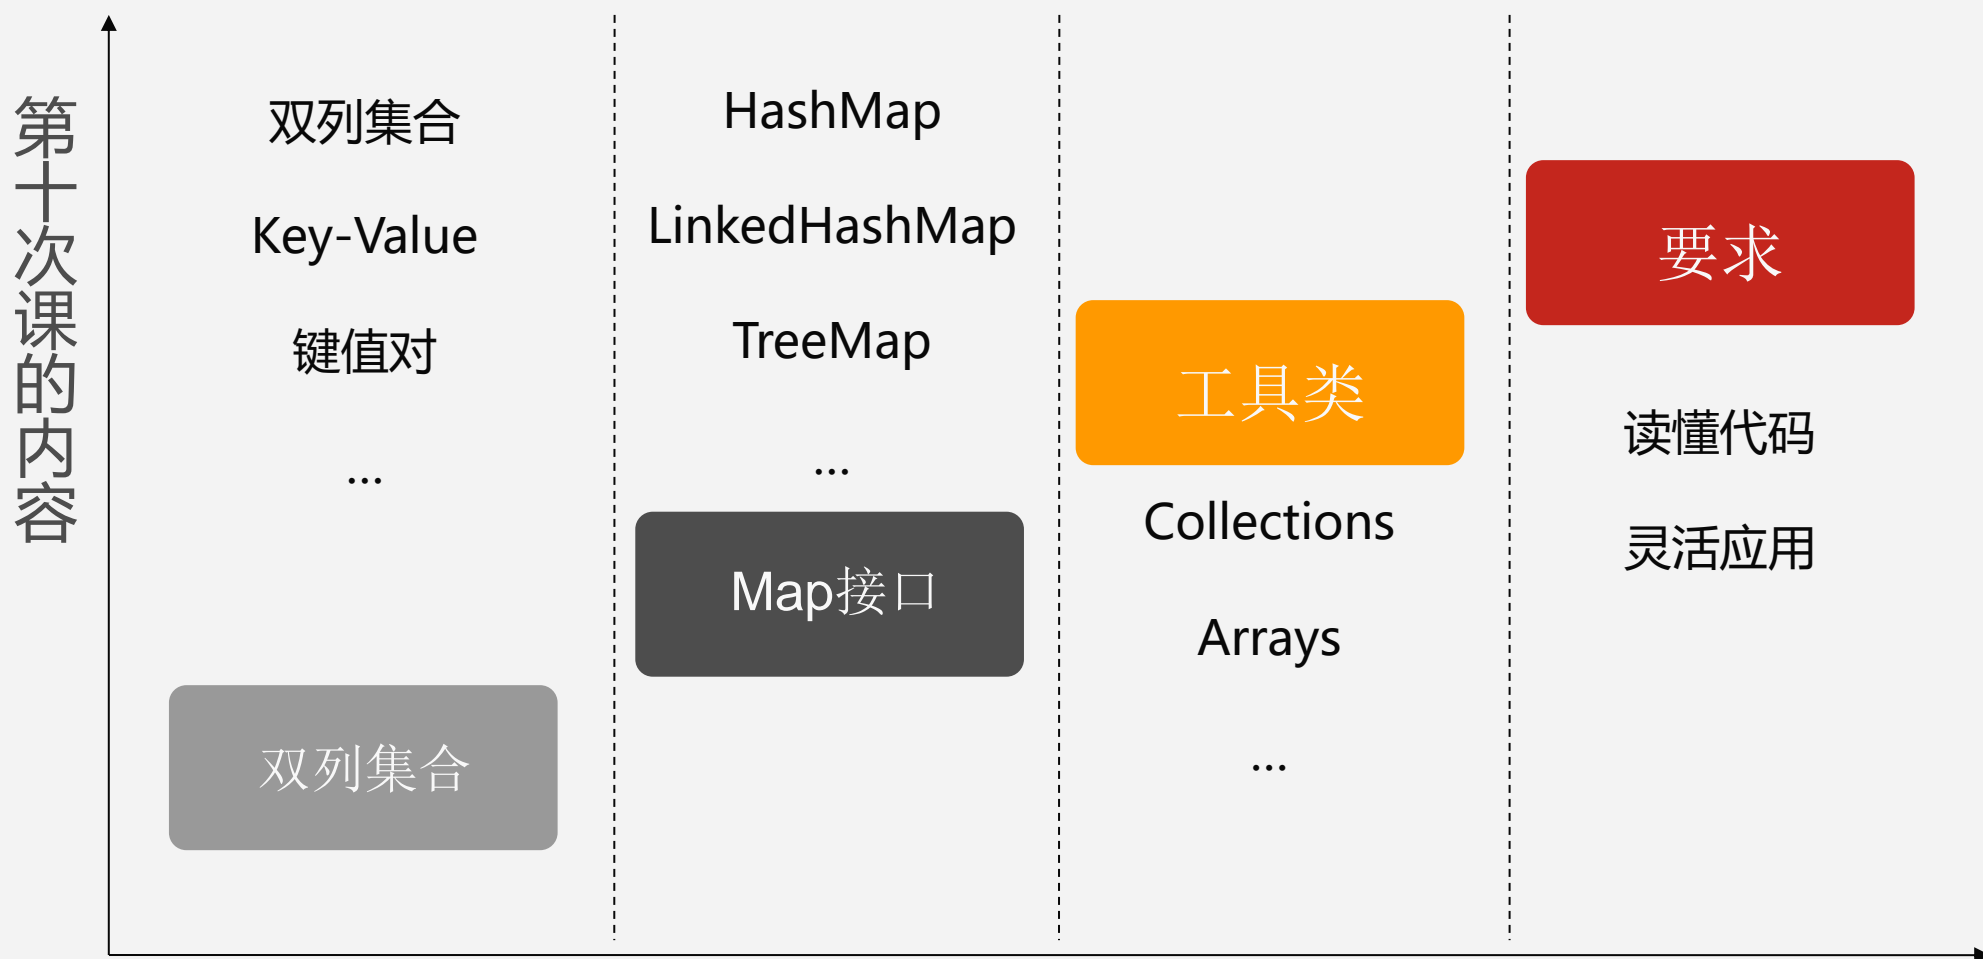 第十次课的内容
双列集合
Key-Value
键值对
...
双列集合
HashMap
LinkedHashMap
TreeMap
...
Map接口
工具类
Collections
Arrays
...
要求
读懂代码
灵活应用